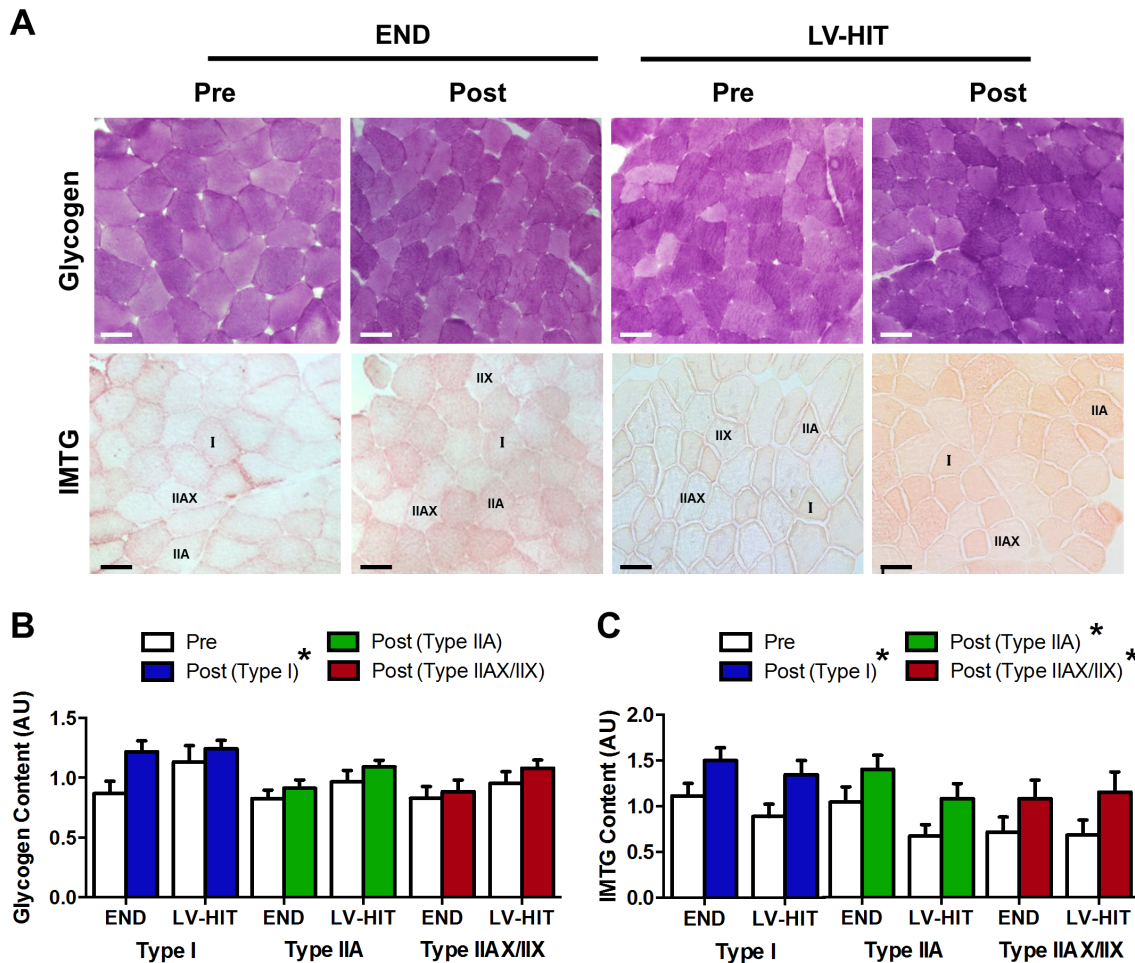 A
END LV-HIT
Pre Post Pre Post
Glycogen
IMTG
I
IIAX
IIA
IIX
I
IIAX
IIA
IIX
IIA
IIAX
I
IIA
I
IIAX
B
Pre
Post (Type IIA)
Post (Type I) *
Post (Type IIAX/IIX)
Glycogen Content (AU)
1.5
1.0
0.5
0.0
END LV-HIT END LV-HIT END LV-HIT
Type I Type IIA Type IIAX/IIX
C
Pre
Post (Type IIA) *
Post (Type I) *
Post (Type IIAX/IIX) *
IMTG Content (AU)
2.0
1.5
1.0
0.5
0.0
END LV-HIT END LV-HIT END LV-HIT
Type I Type IIA Type IIAX/IIX